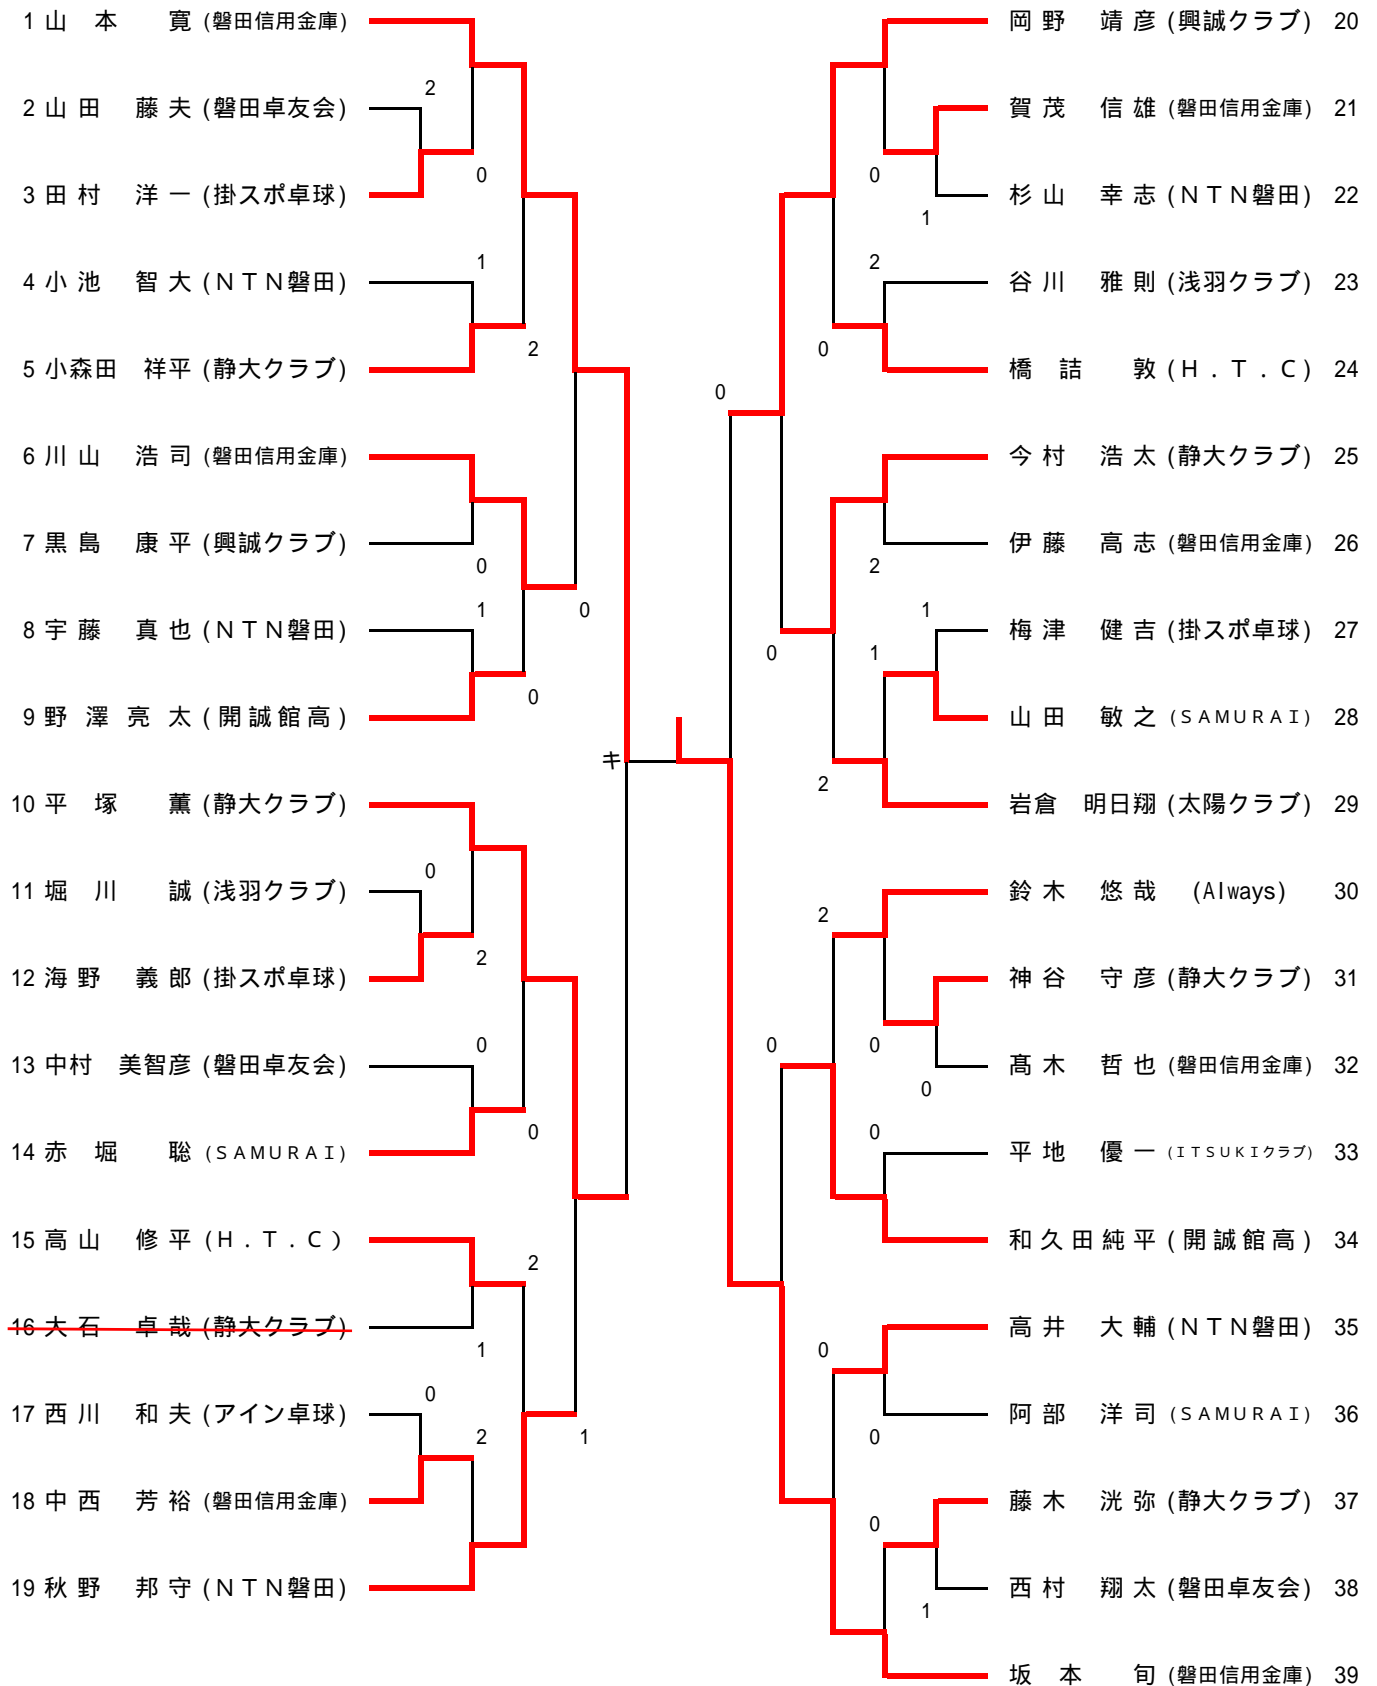 1 山 本 寛 (磐田信用金庫)
2 山 田 藤 夫 (磐田卓友会)
3 田 村 洋 一 (掛スポ卓球)
4 小 池 智 大 (ＮＴＮ磐田)
5 小森田 祥平 (静大クラブ)
6 川 山 浩 司 (磐田信用金庫)
7 黒 島 康 平 (興誠クラブ)
8 宇 藤 真 也 (ＮＴＮ磐田)
9 野 澤 亮 太 (開誠館高)
10 平 塚 薫 (静大クラブ)
11 堀 川 誠 (浅羽クラブ)
12 海 野 義 郎 (掛スポ卓球)
13 中村 美智彦 (磐田卓友会)
14 赤 堀 聡 (ＳＡＭＵＲＡＩ)
15 高 山 修 平 (Ｈ．Ｔ．Ｃ)
16 大 石 卓 哉 (静大クラブ)
17 西 川 和 夫 (アイン卓球)
18 中 西 芳 裕 (磐田信用金庫)
19 秋 野 邦 守 (ＮＴＮ磐田)
2
0
1
2
0
1
0
0
0
2
0
0
2
1
0
2
1
キ
岡 野 靖 彦 (興誠クラブ) 20
賀 茂 信 雄 (磐田信用金庫) 21
杉 山 幸 志 (ＮＴＮ磐田) 22
谷 川 雅 則 (浅羽クラブ) 23
橋 詰 敦 (Ｈ．Ｔ．Ｃ) 24
今 村 浩 太 (静大クラブ) 25
伊 藤 高 志 (磐田信用金庫) 26
梅 津 健 吉 (掛スポ卓球) 27
山 田 敏 之 (ＳＡＭＵＲＡＩ) 28
岩倉 明日翔 (太陽クラブ) 29
鈴 木 悠 哉 (Always) 30
神 谷 守 彦 (静大クラブ) 31
髙 木 哲 也 (磐田信用金庫) 32
平 地 優 一 (ＩＴＳＵＫＩクラブ) 33
和久田純平 (開誠館高) 34
高 井 大 輔 (ＮＴＮ磐田) 35
阿 部 洋 司 (ＳＡＭＵＲＡＩ) 36
藤 木 洸 弥 (静大クラブ) 37
西 村 翔 太 (磐田卓友会) 38
坂 本 旬 (磐田信用金庫) 39
0
1
2
0
0
2
1
1
0
2
2
0
0
0
0
0
0
0
1